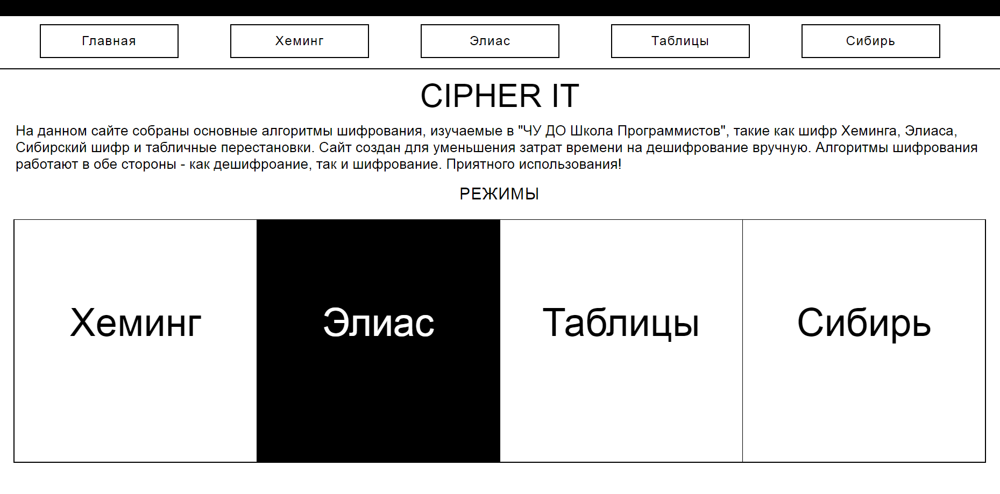 Главная
Хеминг
Элиас
Таблицы
Сибирь
CIPHER IT
На данном сайте собраны основные алгоритмы шифрования, изучаемые в "ЧУ ДО Школа Программистов", такие как шифр Хеминга, Элиаса,
Сибирский шифр и табличные перестановки. Сайт создан для уменьшения затрат времени на дешифрование вручную. Алгоритмы шифрования
работают в обе стороны - как дешифроание, так и шифрование. Приятного использования!
РЕЖИМЫ
Хеминг
Элиас
Таблицы
Сибирь